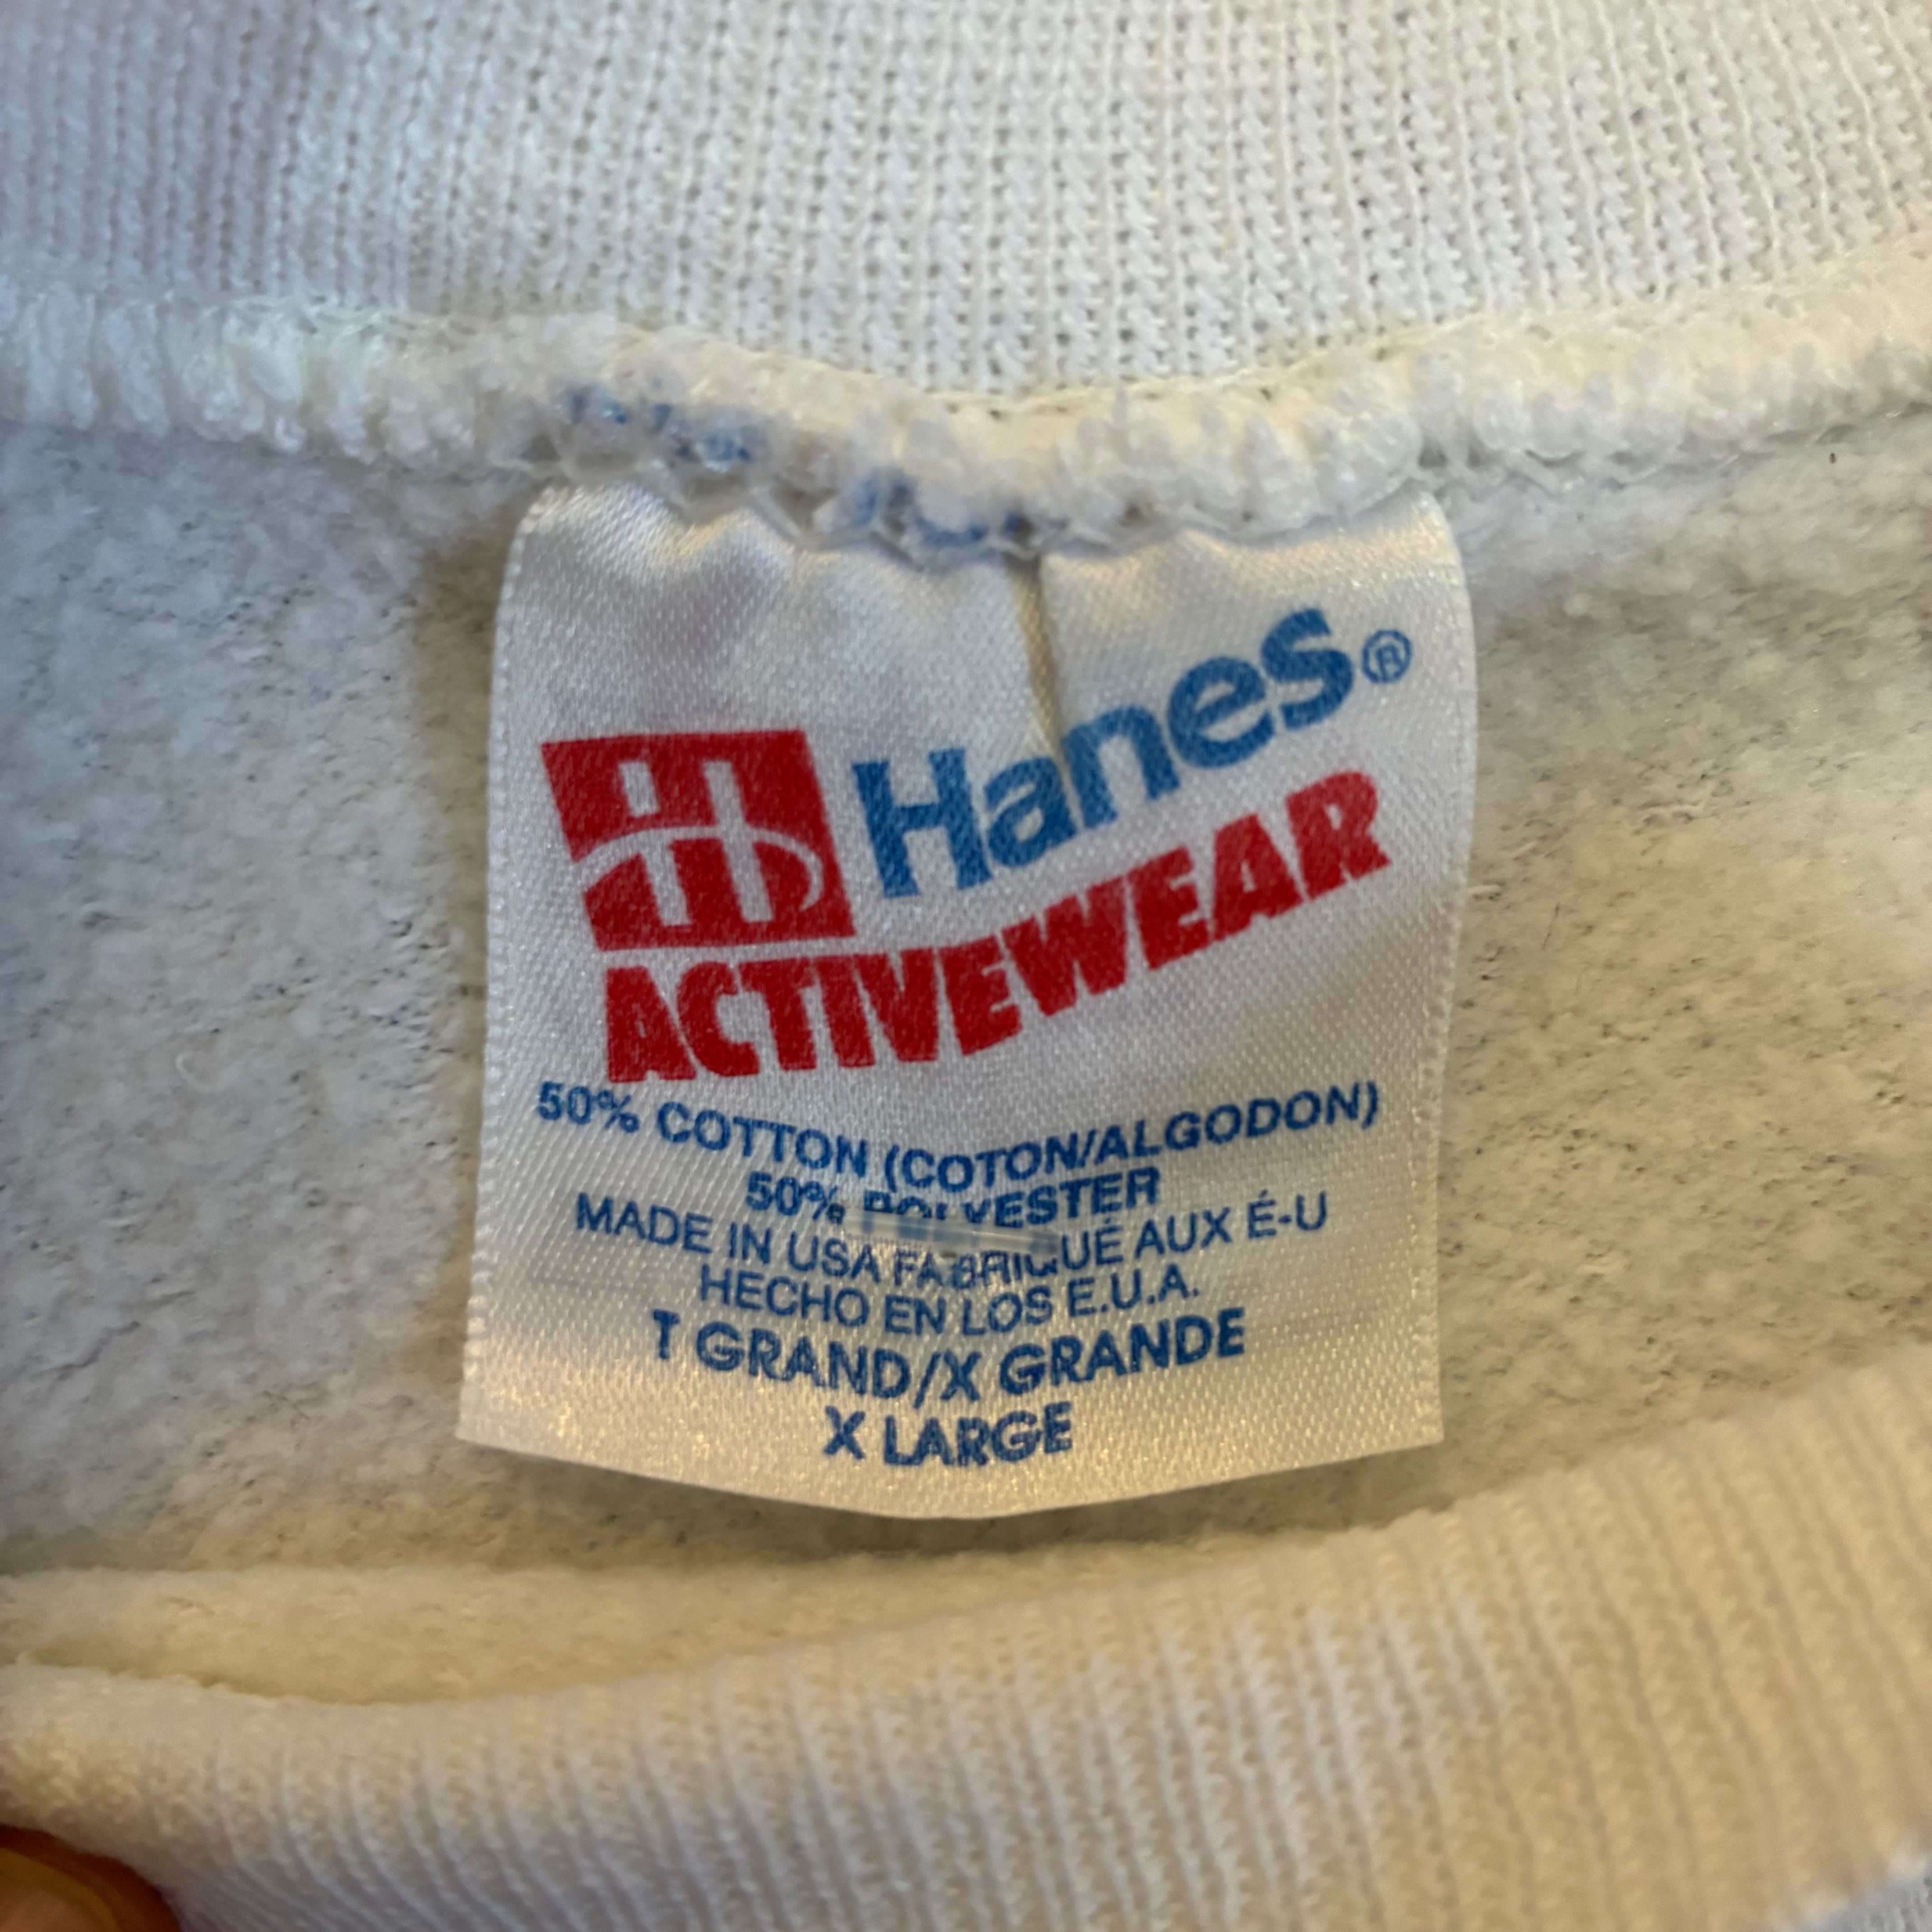 Hanes®
ACTIVEWEAR
50% COTTON (COTON/ALGODON)
50% POLYESTER
MADE IN USA FABRIQUÉ AUX É-U
HECHO EN LOS E.U.A.
T GRAND/X GRANDE
X LARGE